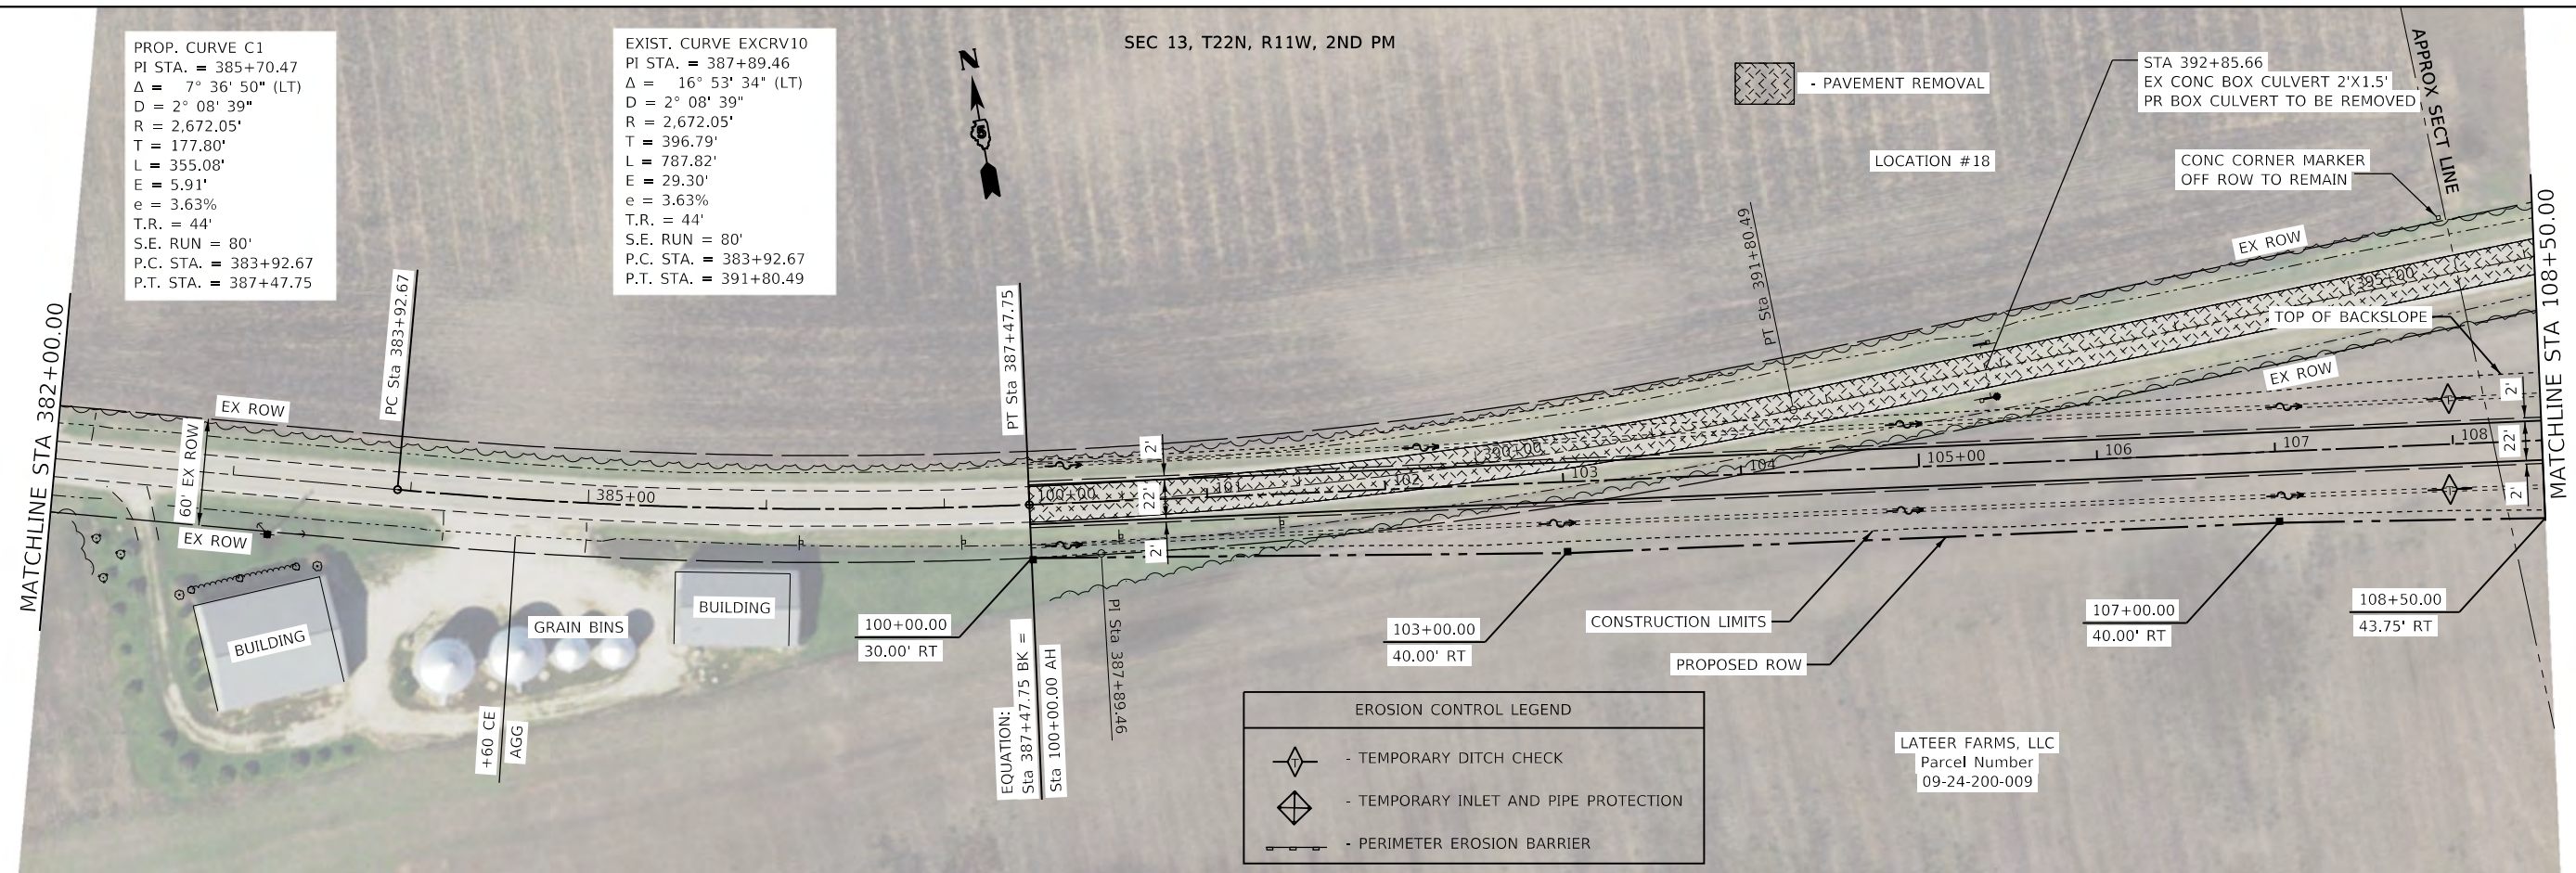 PROP. CURVE C1
PI STA. = 385+70.47
Δ = 7° 36' 50" (LT)
D = 2° 08' 39"
R = 2,672.05'
T = 177.80'
L = 355.08'
E = 5.91'
e = 3.63%
T.R. = 44'
S.E. RUN = 80'
P.C. STA. = 383+92.67
P.T. STA. = 387+47.75
EXIST. CURVE EXCRV10
PI STA. = 387+89.46
Δ = 16° 53' 34" (LT)
D = 2° 08' 39"
R = 2,672.05'
T = 396.79'
L = 787.82'
E = 29.30'
e = 3.63%
T.R. = 44'
S.E. RUN = 80'
P.C. STA. = 383+92.67
P.T. STA. = 391+80.49
N
5
SEC 13, T22N, R11W, 2ND PM
- PAVEMENT REMOVAL
LOCATION #18
STA 392+85.66
EX CONC BOX CULVERT 2'X1.5'
PR BOX CULVERT TO BE REMOVED
CONC CORNER MARKER
OFF ROW TO REMAIN
APPROX SECT LINE
MATCHLINE STA 382+00.00
MATCHLINE STA 108+50.00
PC Sta 383+92.67
PT Sta 387+47.75
PT Sta 391+80.49
EX ROW
60' EX ROW
EX ROW
EX ROW
EX ROW
TOP OF BACKSLOPE
385+00
390+00
395+00
100+00
101
102
103
104
105+00
106
107
108
2'
22'
2'
2'
22'
2'
T
T
BUILDING
GRAIN BINS
BUILDING
+60 CE
AGG
EQUATION:
Sta 387+47.75 BK =
Sta 100+00.00 AH
PI Sta 387+89.46
100+00.00
30.00' RT
103+00.00
40.00' RT
107+00.00
40.00' RT
108+50.00
43.75' RT
CONSTRUCTION LIMITS
PROPOSED ROW
EROSION CONTROL LEGEND
T - TEMPORARY DITCH CHECK
- TEMPORARY INLET AND PIPE PROTECTION
- PERIMETER EROSION BARRIER
LATEER FARMS, LLC
Parcel Number
09-24-200-009